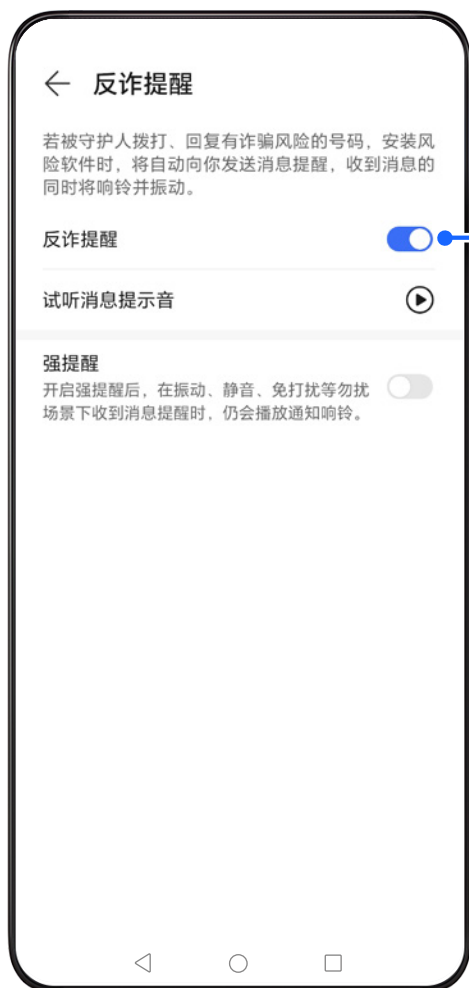 反诈提醒
若被守护人拨打、回复有诈骗风险的号码，安装风
险软件时，将自动向你发送消息提醒，收到消息的
同时将响铃并振动。
反诈提醒
试听消息提示音
强提醒
开启强提醒后，在振动、静音、免打扰等勿扰
场景下收到消息提醒时，仍会播放通知响铃。